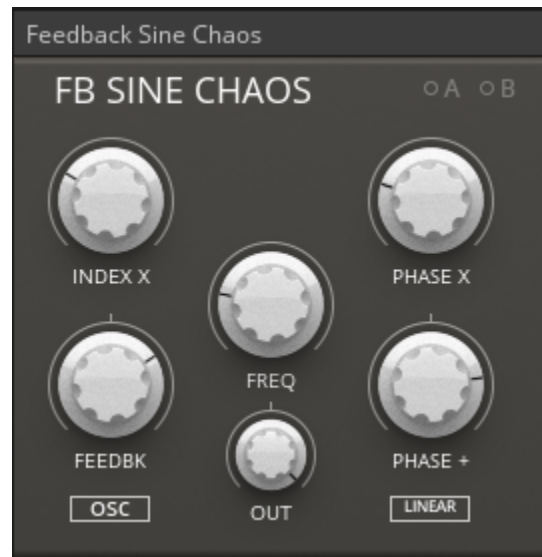 Feedback Sine Chaos
FB SINE CHAOS
A B
INDEX X
PHASE X
FREQ
FEEDBK
PHASE +
OSC
OUT
LINEAR